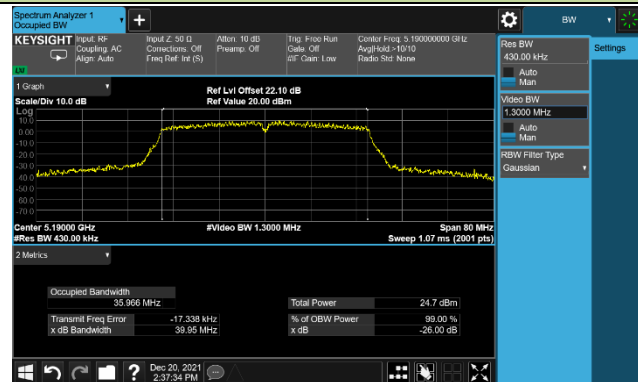 Spectrum Analyzer 1
Occupied BW
+
BW
KEYSIGHT
Input: RF
Coupling: AC
Align: Auto
Input Z: 50 Ω
Corrections: Off
Freq Ref: Int (S)
Atten: 10 dB
Preamp: Off
Trig: Free Run
Gate: Off
#IF Gain: Low
Center Freq: 5.190000000 GHz
Avg|Hold:>10/10
Radio Std: None
LW
1 Graph
Scale/Div 10.0 dB
Ref Lvl Offset 22.10 dB
Ref Value 20.00 dBm
Log
10.0
0.00
-10.0
-20.0
-30.0
-40.0
-50.0
-60.0
-70.0
Center 5.19000 GHz
#Res BW 430.00 kHz
#Video BW 1.3000 MHz
Span 80 MHz
Sweep 1.07 ms (2001 pts)
2 Metrics
Occupied Bandwidth
35.966 MHz
Total Power
24.7 dBm
Transmit Freq Error
-17.338 kHz
% of OBW Power
99.00 %
x dB Bandwidth
39.95 MHz
x dB
-26.00 dB
Res BW
430.00 kHz
Auto
Man
Video BW
1.3000 MHz
Auto
Man
RBW Filter Type
Gaussian
Settings
?
Dec 20, 2021
2:37:34 PM